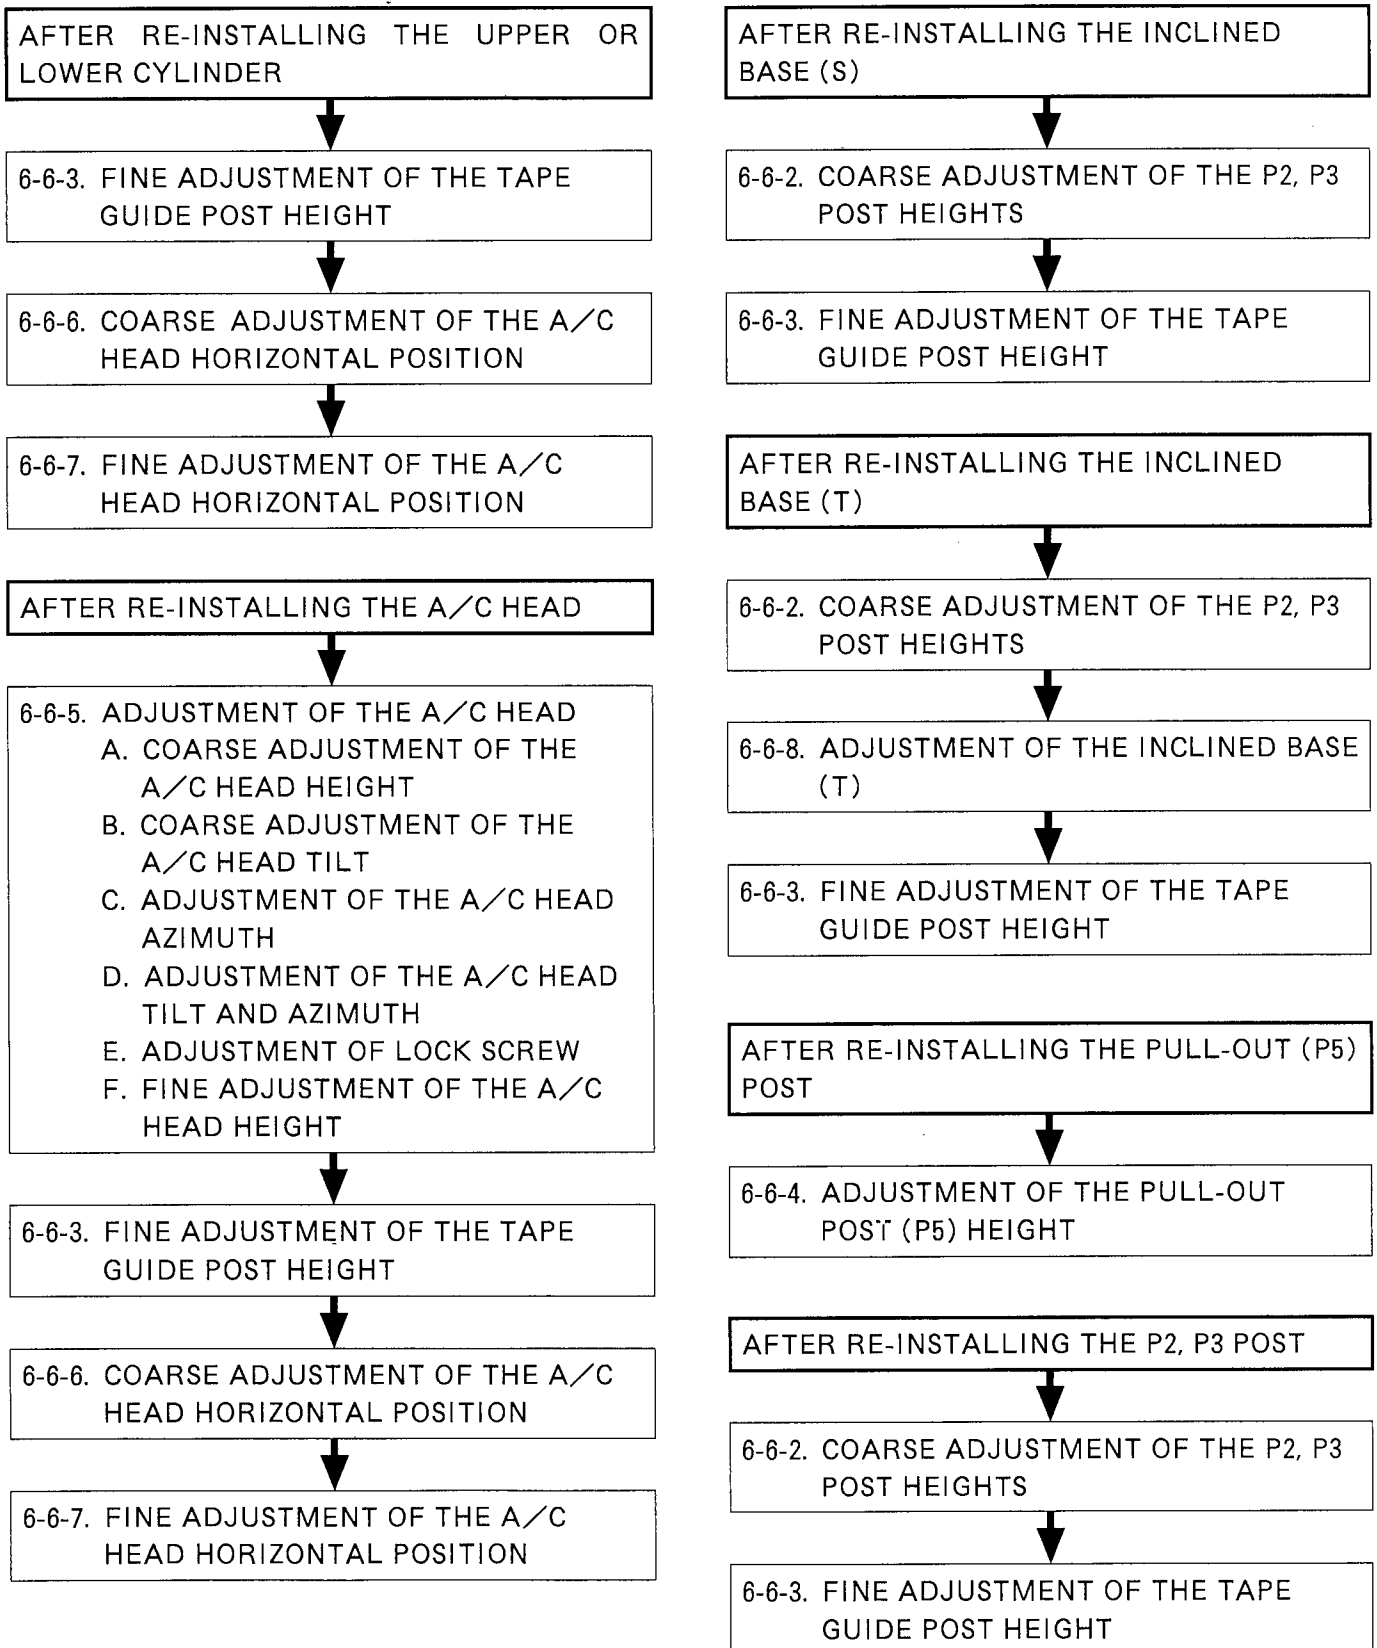 AFTER RE-INSTALLING THE UPPER OR
LOWER CYLINDER
6-6-3. FINE ADJUSTMENT OF THE TAPE
GUIDE POST HEIGHT
6-6-6. COARSE ADJUSTMENT OF THE A/C
HEAD HORIZONTAL POSITION
6-6-7. FINE ADJUSTMENT OF THE A/C
HEAD HORIZONTAL POSITION
AFTER RE-INSTALLING THE A/C HEAD
6-6-5. ADJUSTMENT OF THE A/C HEAD
A. COARSE ADJUSTMENT OF THE
A/C HEAD HEIGHT
B. COARSE ADJUSTMENT OF THE
A/C HEAD TILT
C. ADJUSTMENT OF THE A/C HEAD
AZIMUTH
D. ADJUSTMENT OF THE A/C HEAD
TILT AND AZIMUTH
E. ADJUSTMENT OF LOCK SCREW
F. FINE ADJUSTMENT OF THE A/C
HEAD HEIGHT
6-6-3. FINE ADJUSTMENT OF THE TAPE
GUIDE POST HEIGHT
6-6-6. COARSE ADJUSTMENT OF THE A/C
HEAD HORIZONTAL POSITION
6-6-7. FINE ADJUSTMENT OF THE A/C
HEAD HORIZONTAL POSITION
AFTER RE-INSTALLING THE INCLINED
BASE (S)
6-6-2. COARSE ADJUSTMENT OF THE P2, P3
POST HEIGHTS
6-6-3. FINE ADJUSTMENT OF THE TAPE
GUIDE POST HEIGHT
AFTER RE-INSTALLING THE INCLINED
BASE (T)
6-6-2. COARSE ADJUSTMENT OF THE P2, P3
POST HEIGHTS
6-6-8. ADJUSTMENT OF THE INCLINED BASE
(T)
6-6-3. FINE ADJUSTMENT OF THE TAPE
GUIDE POST HEIGHT
AFTER RE-INSTALLING THE PULL-OUT (P5)
POST
6-6-4. ADJUSTMENT OF THE PULL-OUT
POST (P5) HEIGHT
AFTER RE-INSTALLING THE P2, P3 POST
6-6-2. COARSE ADJUSTMENT OF THE P2, P3
POST HEIGHTS
6-6-3. FINE ADJUSTMENT OF THE TAPE
GUIDE POST HEIGHT